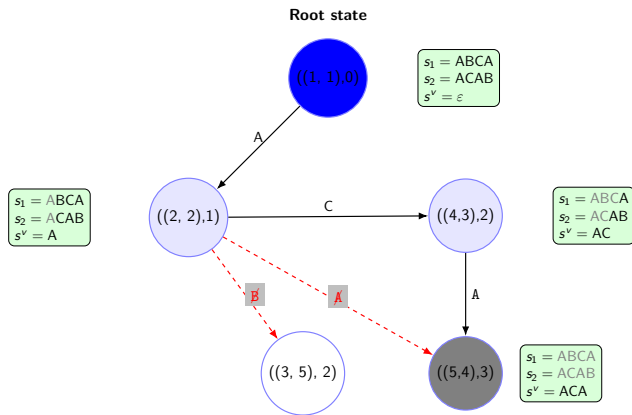 Root state
((1, 1),0)
s₁ = ABCA
s₂ = ACAB
sᵛ = ε
A
s₁ = ABCA
s₂ = ACAB
sᵛ = A
((2, 2),1)
C
((4,3),2)
s₁ = ABCA
s₂ = ACAB
sᵛ = AC
B
A
A
((3, 5), 2)
((5,4),3)
s₁ = ABCA
s₂ = ACAB
sᵛ = ACA